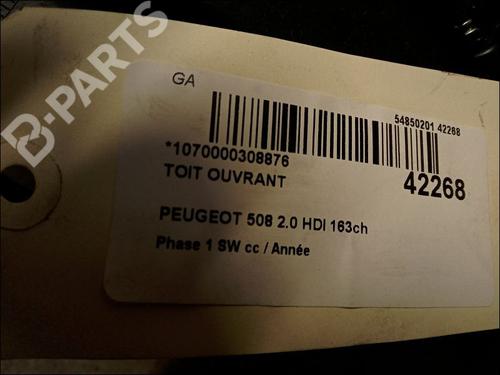 B-PARTS
GA
54850201 42268
*1070000308876
TOIT OUVRANT
42268
PEUGEOT 508 2.0 HDI 163ch
Phase 1 SW cc / Année